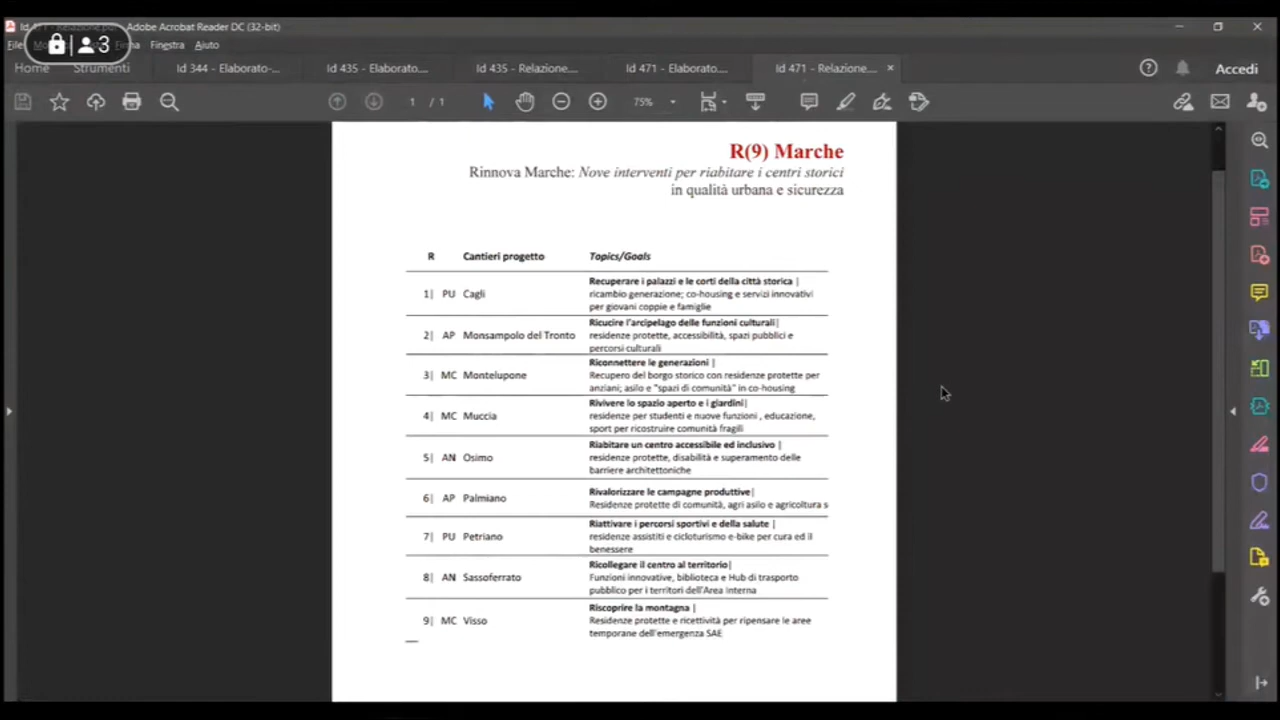 Adobe Acrobat Reader DC (32-bit)
3
File Firma Finestra Aiuto
Home Strumenti Id 344 - Elaborato-... Id 435 - Elaborato.... Id 435 - Relazione.... Id 471 - Elaborato.... Id 471 - Relazione.... × Accedi
1 / 1 75%
R(9) Marche
Rinnova Marche: Nove interventi per riabitare i centri storici
in qualità urbana e sicurezza
R Cantieri progetto Topics/Goals
Recuperare i palazzi e le corti della città storica |
1| PU Cagli ricambio generazione; co-housing e servizi innovativi
per giovani coppie e famiglie
Ricucire l'arcipelago delle funzioni culturali|
2| AP Monsampolo del Tronto residenze protette, accessibilità, spazi pubblici e
percorsi culturali
Riconnettere le generazioni |
3| MC Montelupone Recupero del borgo storico con residenze protette per
anziani; asilo e "spazi di comunità" in co-housing
Rivivere lo spazio aperto e i giardini|
4| MC Muccia residenze per studenti e nuove funzioni , educazione,
sport per ricostruire comunità fragili
Riabitare un centro accessibile ed inclusivo |
5| AN Osimo residenze protette, disabilità e superamento delle
barriere architettoniche
Rivalorizzare le campagne produttive|
6| AP Palmiano Residenze protette di comunità, agri asilo e agricoltura s
Riattivare i percorsi sportivi e della salute |
7| PU Petriano residenze assistiti e cicloturismo e-bike per cura ed il
benessere
Ricollegare il centro al territorio|
8| AN Sassoferrato Funzioni innovative, biblioteca e Hub di trasporto
pubblico per i territori dell'Area interna
Riscoprire la montagna |
9| MC Visso Residenze protette e ricettività per ripensare le aree
temporane dell'emergenza SAE